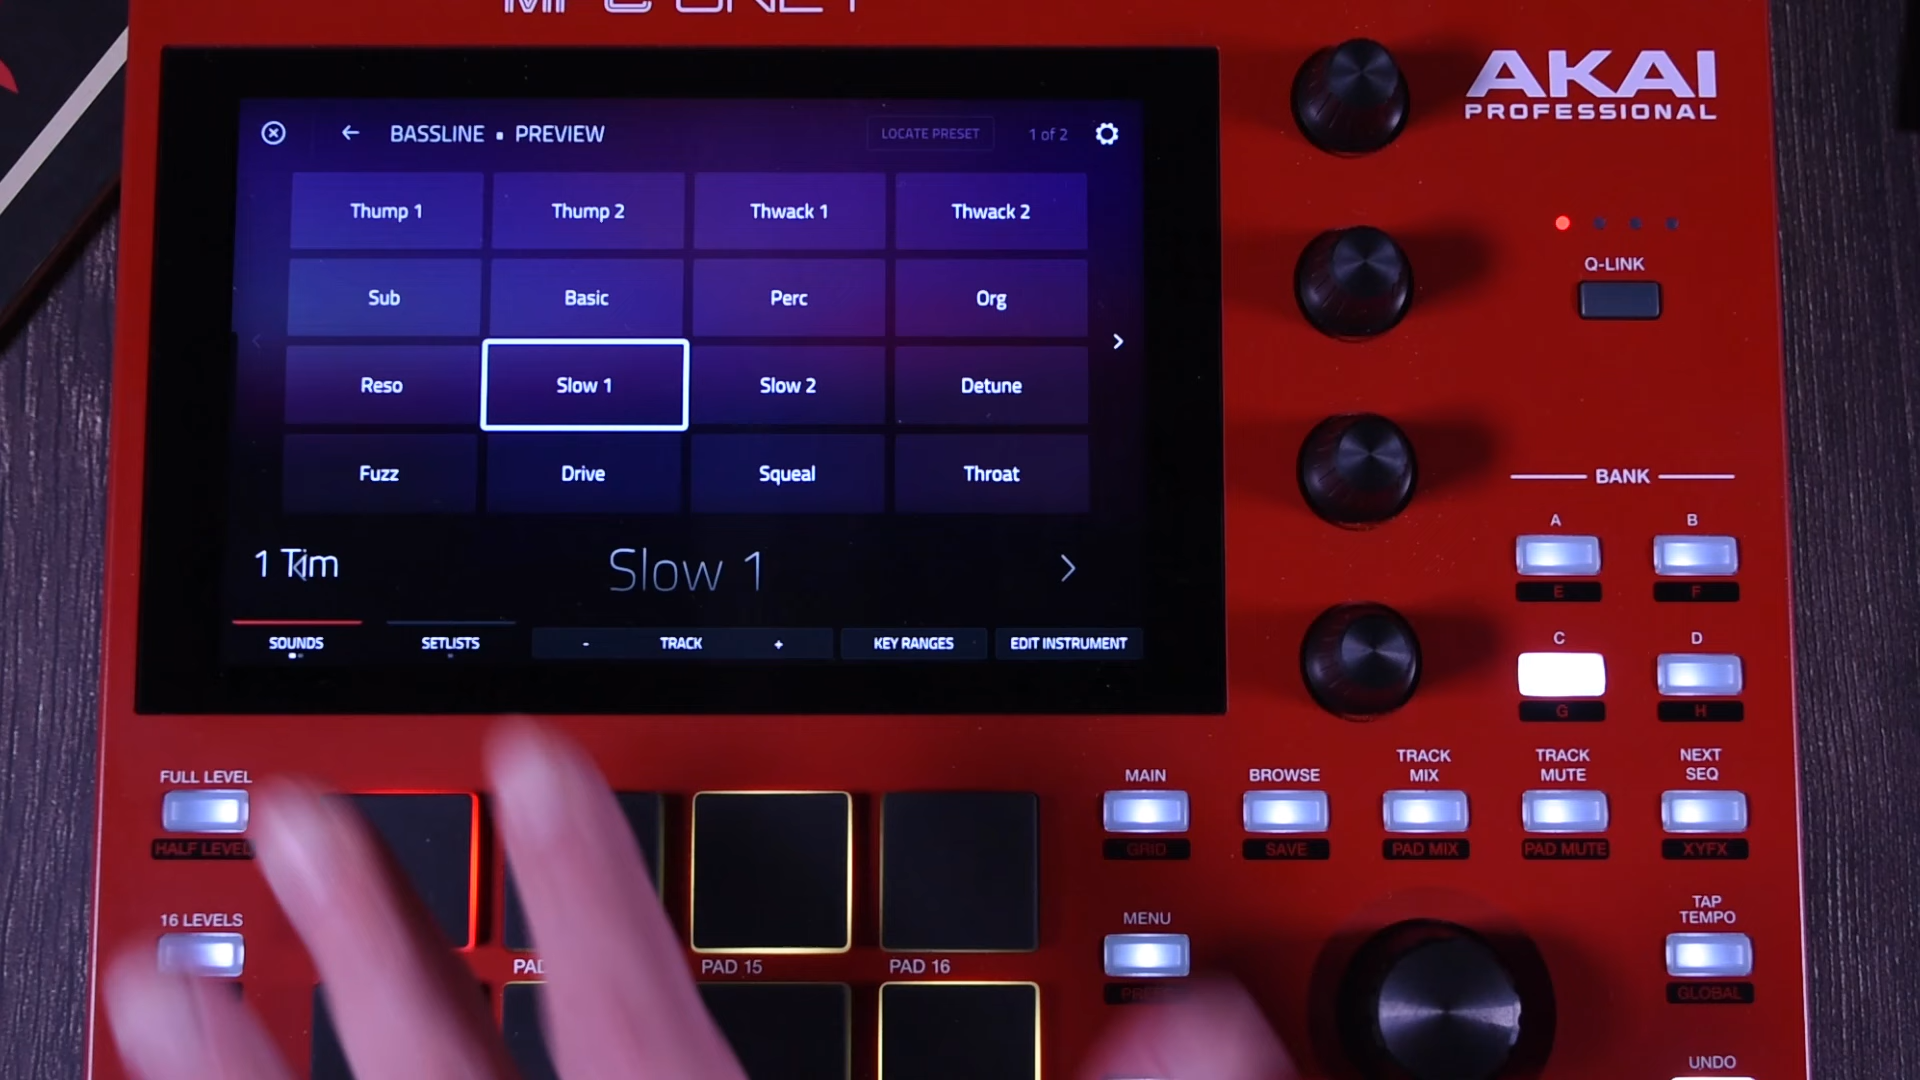 MPC ONE+
AKAI
PROFESSIONAL
BASSLINE ▪ PREVIEW
LOCATE PRESET
1 of 2
Thump 1
Thump 2
Thwack 1
Thwack 2
Sub
Basic
Perc
Org
Reso
Slow 1
Slow 2
Detune
Fuzz
Drive
Squeal
Throat
1 Tim
Slow 1
SOUNDS
SETLISTS
-
TRACK
+
KEY RANGES
EDIT INSTRUMENT
Q-LINK
BANK
A
B
E
F
C
D
G
H
FULL LEVEL
HALF LEVEL
16 LEVELS
MAIN
GRID
BROWSE
SAVE
TRACK
MIX
PAD MIX
TRACK
MUTE
PAD MUTE
NEXT
SEQ
XYFX
PAD
PAD 15
PAD 16
MENU
TAP
TEMPO
GLOBAL
UNDO